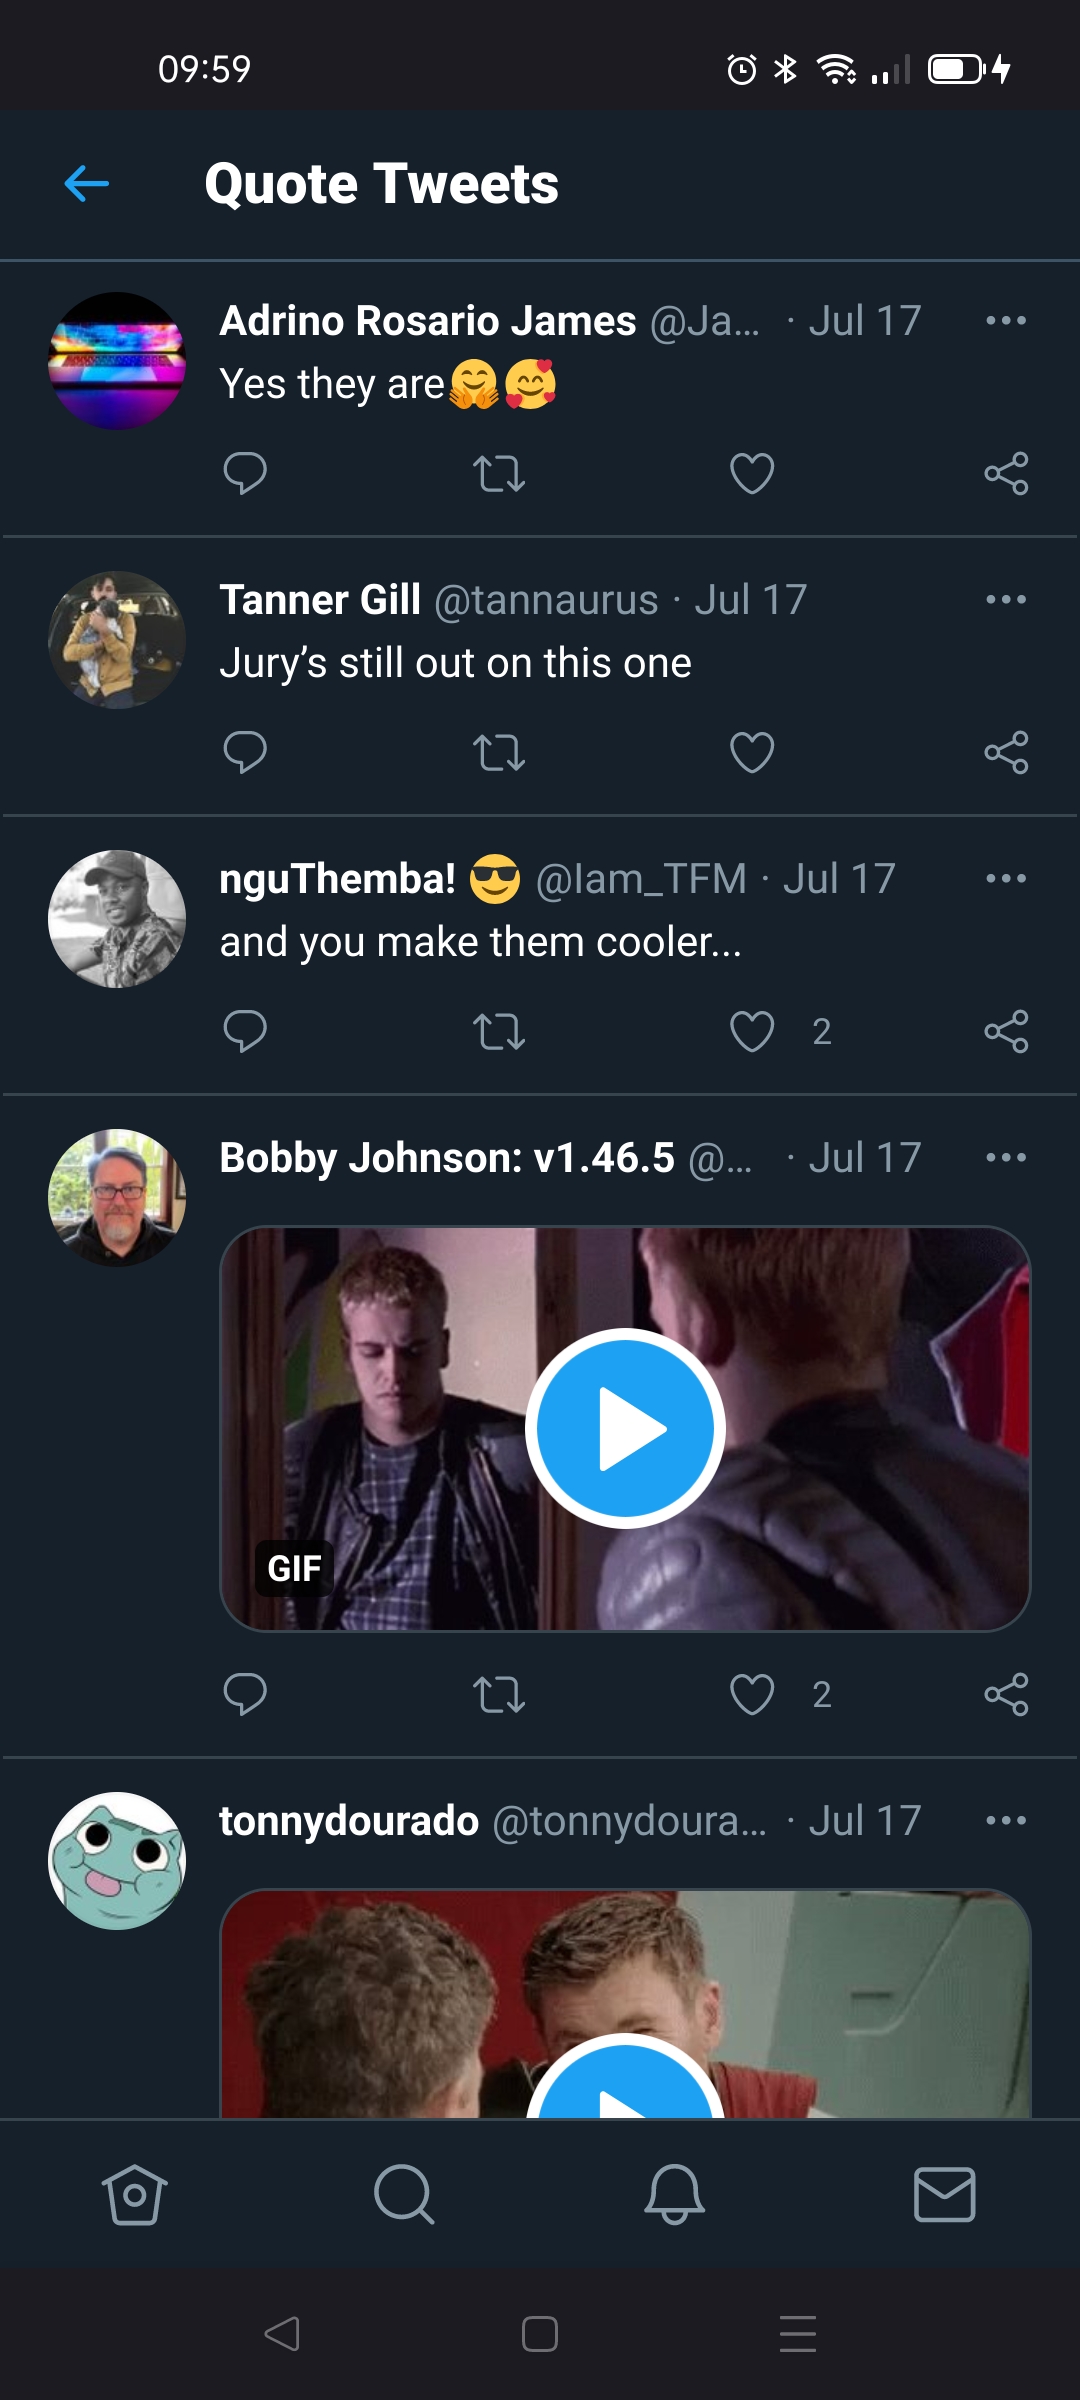 09:59
Quote Tweets
Adrino Rosario James @Ja... · Jul 17
Yes they are🤗🥰
Tanner Gill @tannaurus · Jul 17
Jury’s still out on this one
nguThemba! 😎 @Iam_TFM · Jul 17
and you make them cooler...
2
Bobby Johnson: v1.46.5 @... · Jul 17
GIF
2
tonnydourado @tonnydoura... · Jul 17